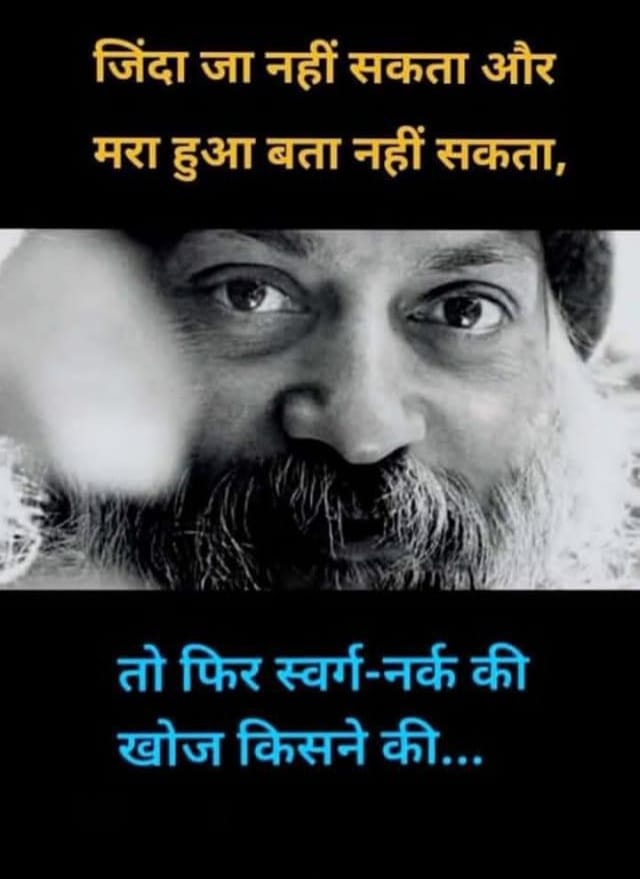 जिंदा जा नहीं सकता और
मरा हुआ बता नहीं सकता,
तो फिर स्वर्ग-नर्क की
खोज किसने की...